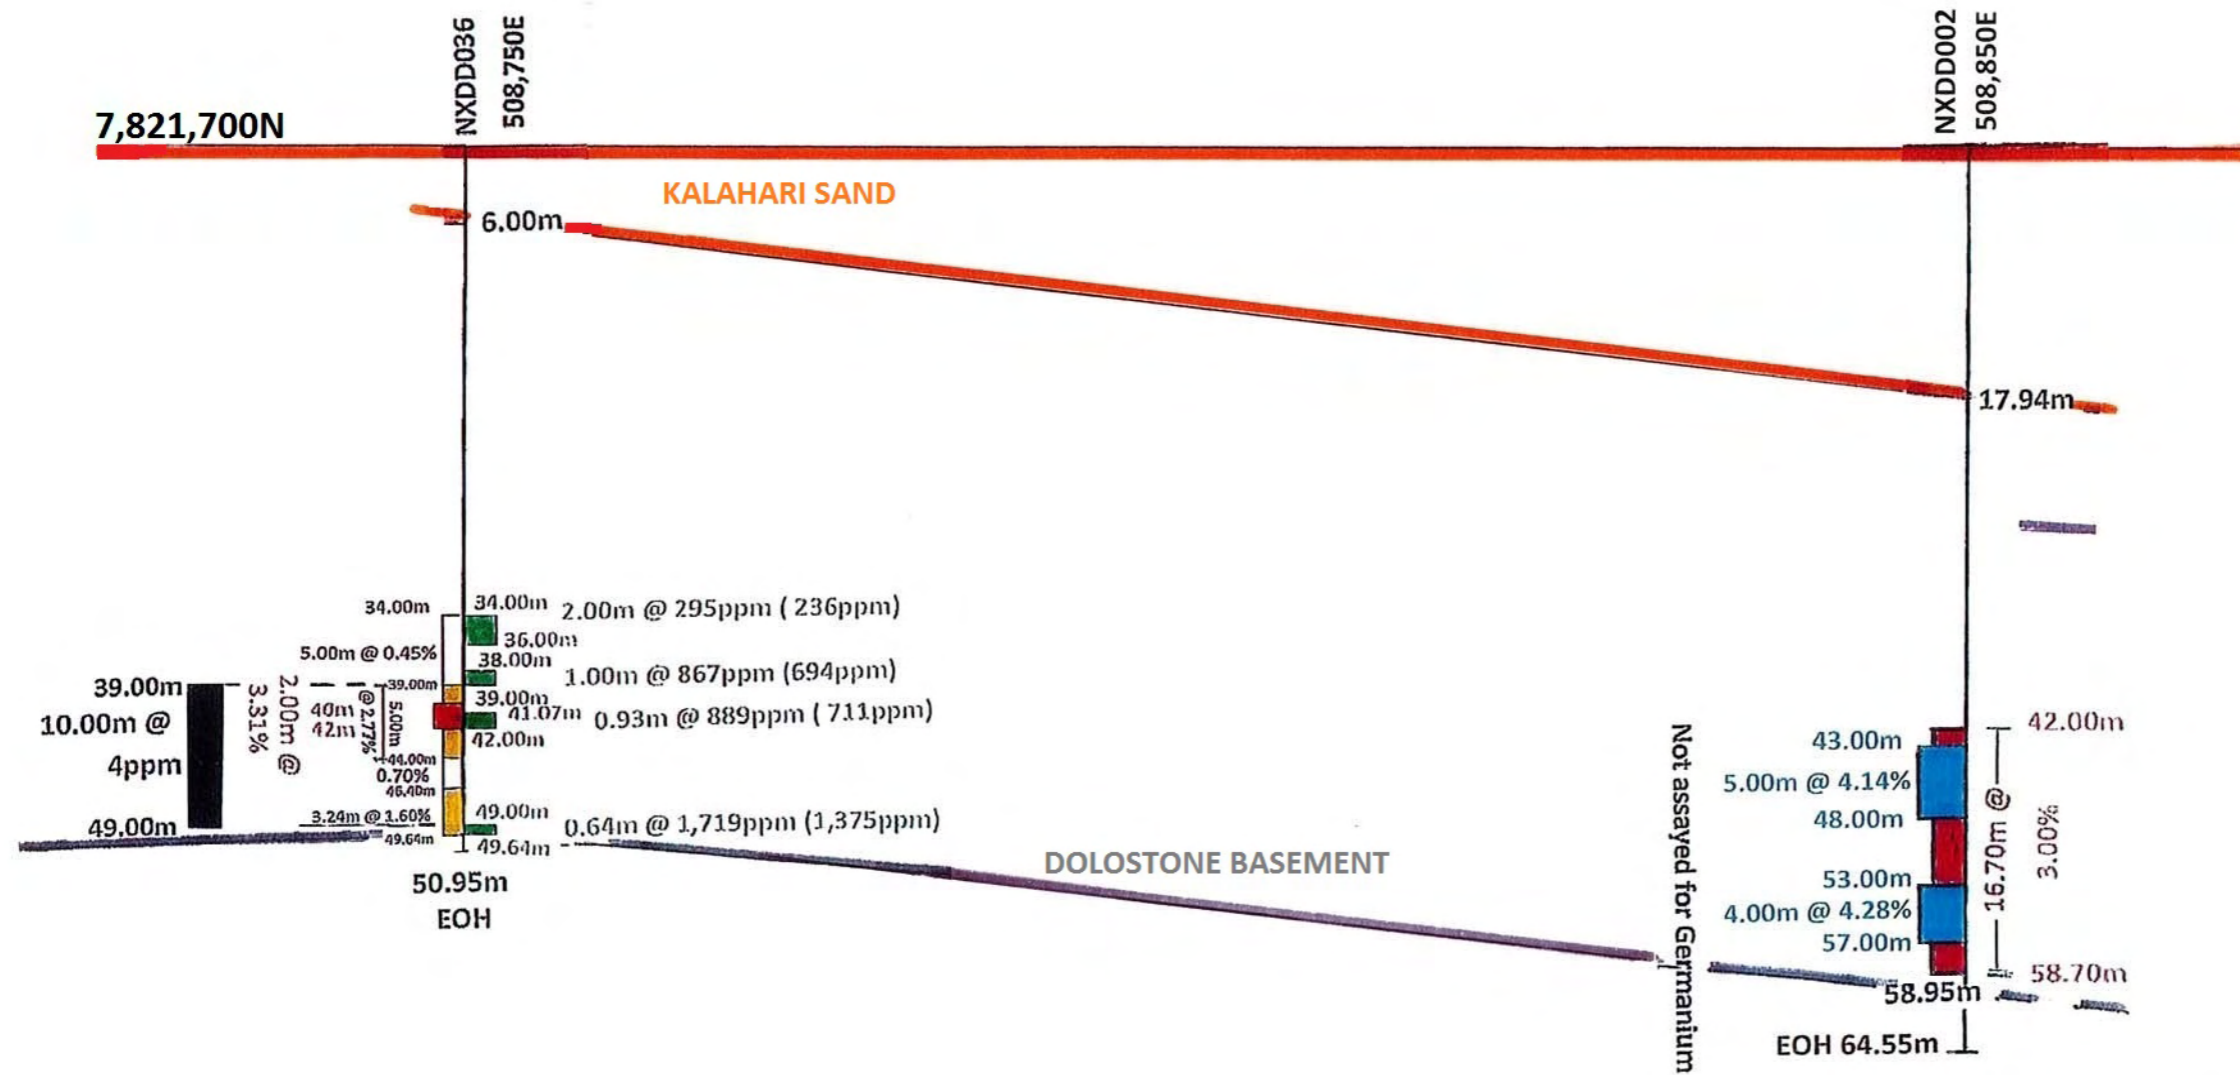 NXDD036
508,750E
NXDD002
508,850E
7,821,700N
KALAHARI SAND
6.00m
17.94m
34.00m
34.00m
2.00m @ 295ppm ( 236ppm)
36.00m
5.00m @ 0.45%
38.00m
1.00m @ 867ppm (694ppm)
39.00m
10.00m @
4ppm
49.00m
3.31%
2.00m @
40m
42m
@ 2.77%
5.00m
39.00m
39.00m
41.07m
0.93m @ 889ppm ( 711ppm)
42.00m
44.00m
0.70%
46.40m
3.24m @ 1.60%
49.00m
0.64m @ 1,719ppm (1,375ppm)
49.64m
49.64m
50.95m
EOH
DOLOSTONE BASEMENT
Not assayed for Germanium
42.00m
43.00m
5.00m @ 4.14%
48.00m
16.70m @
3.00%
53.00m
4.00m @ 4.28%
57.00m
58.70m
58.95m
EOH 64.55m